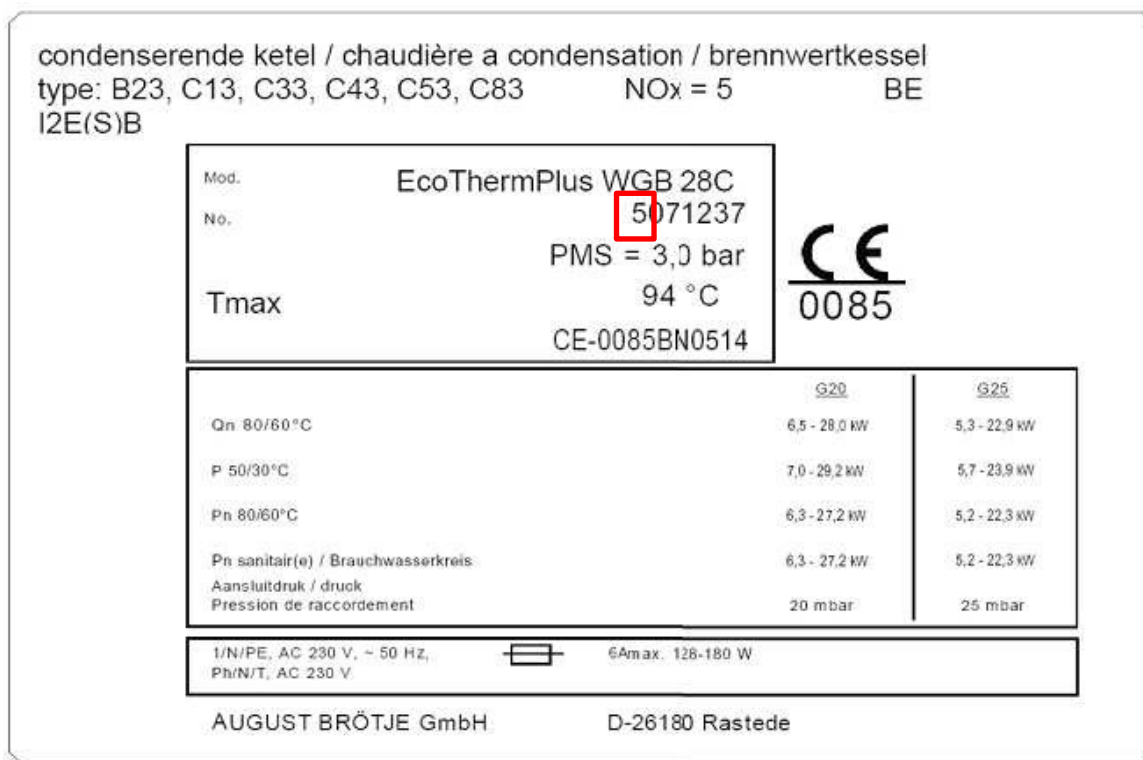 condenserende ketel / chaudière a condensation / brennwertkessel
type: B23, C13, C33, C43, C53, C83 NOx = 5 BE
I2E(S)B
Mod. EcoThermPlus WGB 28C
No. 5071237
PMS = 3,0 bar
Tmax 94 °C
CE-0085BN0514
CE
0085
G20 G25
Qn 80/60°C 6,5 - 28,0 kW 5,3 - 22,9 kW
P 50/30°C 7,0 - 29,2 kW 5,7 - 23,9 kW
Pn 80/60°C 6,3 - 27,2 kW 5,2 - 22,3 kW
Pn sanitair(e) / Brauchwasserkreis 6,3 - 27,2 kW 5,2 - 22,3 kW
Aansluitdruk / druck
Pression de raccordement 20 mbar 25 mbar
1/N/PE, AC 230 V, ~ 50 Hz, 6Amax. 128-180 W
Ph/N/T, AC 230 V
AUGUST BRÖTJE GmbH D-26180 Rastede